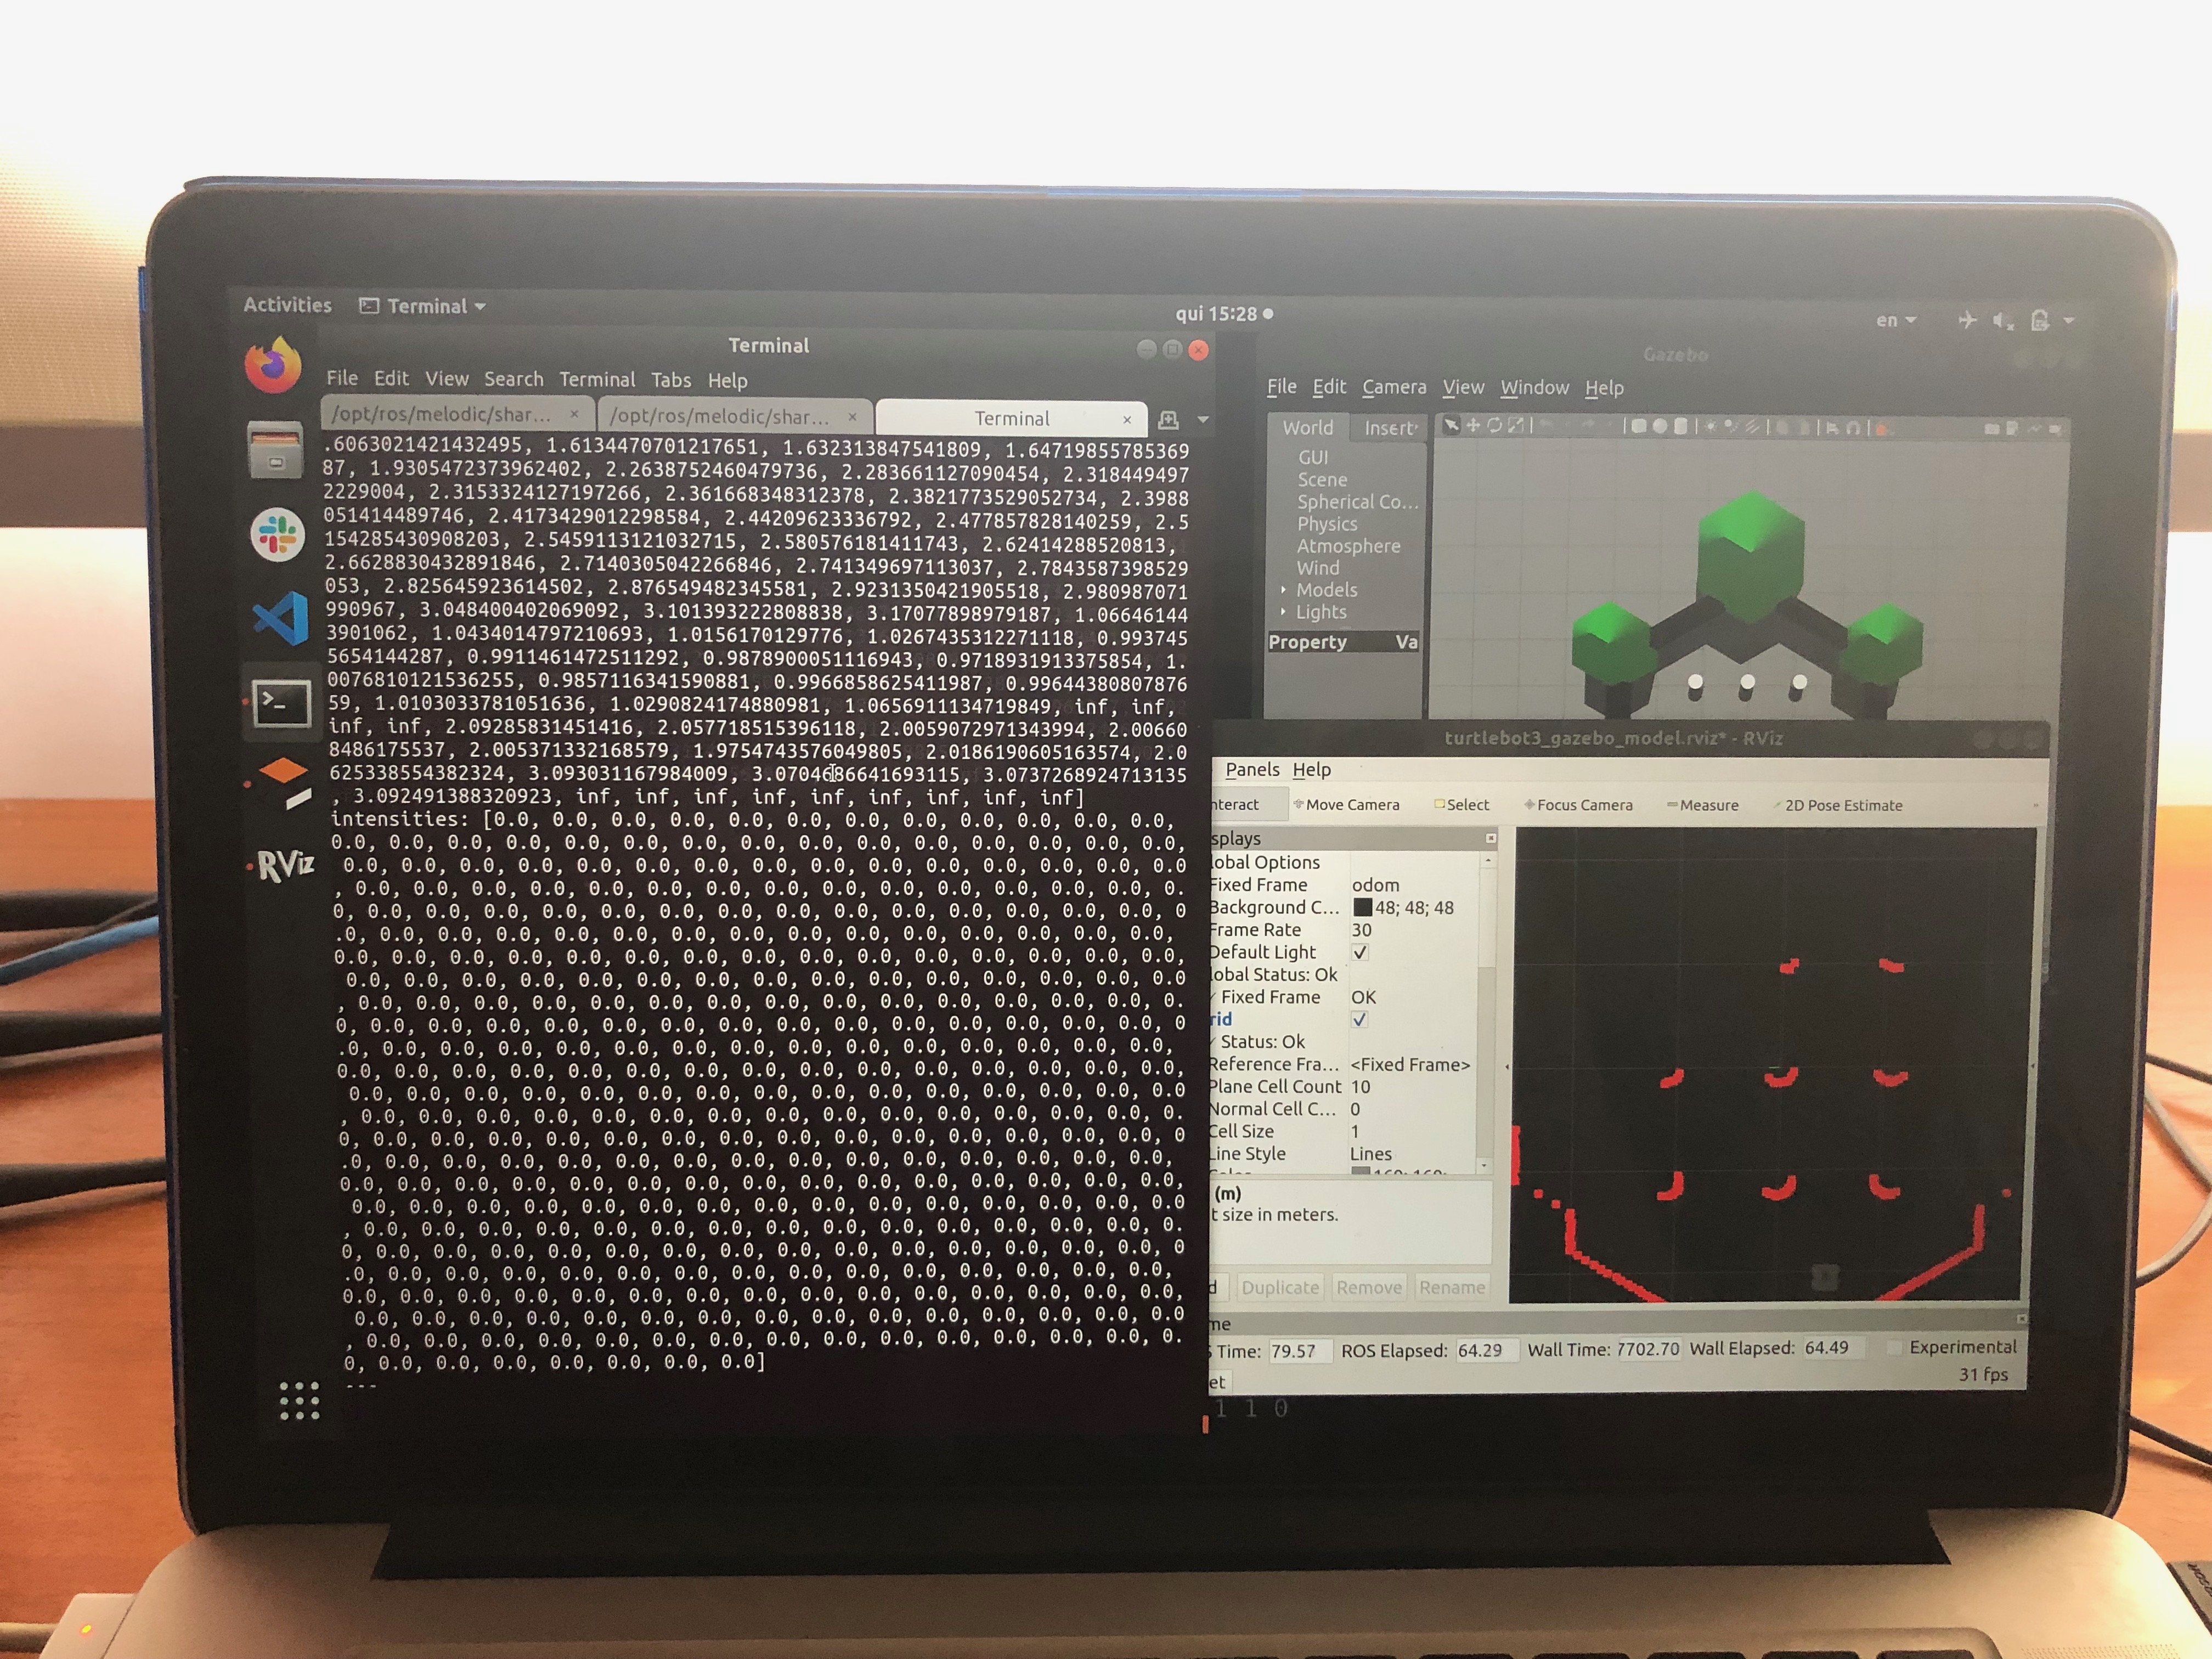 Activities
Terminal
qui 15:28
en
Terminal
File Edit View Search Terminal Tabs Help
/opt/ros/melodic/shar...
/opt/ros/melodic/shar...
Terminal
.6063021421432495, 1.6134470701217651, 1.632313847541809, 1.64719855785369
87, 1.9305472373962402, 2.2638752460479736, 2.283661127090454, 2.318449497
2229004, 2.3153324127197266, 2.361668348312378, 2.3821773529052734, 2.3988
051414489746, 2.4173429012298584, 2.44209623336792, 2.477857828140259, 2.5
154285430908203, 2.5459113121032715, 2.580576181411743, 2.62414288520813,
2.6628830432891846, 2.7140305042266846, 2.741349697113037, 2.7843587398529
053, 2.825645923614502, 2.876549482345581, 2.9231350421905518, 2.980987071
990967, 3.048400402069092, 3.101393222808838, 3.17077898979187, 1.06646144
3901062, 1.0434014797210693, 1.0156170129776, 1.0267435312271118, 0.993745
5654144287, 0.9911461472511292, 0.9878900051116943, 0.9718931913375854, 1.
0076810121536255, 0.9857116341590881, 0.9966858625411987, 0.99644380807876
59, 1.0103033781051636, 1.0290824174880981, 1.0656911134719849, inf, inf,
inf, inf, 2.09285831451416, 2.057718515396118, 2.0059072971343994, 2.00660
8486175537, 2.005371332168579, 1.9754743576049805, 2.0186190605163574, 2.0
625338554382324, 3.093031167984009, 3.0704686641693115, 3.0737268924713135
, 3.092491388320923, inf, inf, inf, inf, inf, inf, inf, inf, inf]
intensities: [0.0, 0.0, 0.0, 0.0, 0.0, 0.0, 0.0, 0.0, 0.0, 0.0, 0.0, 0.0,
0.0, 0.0, 0.0, 0.0, 0.0, 0.0, 0.0, 0.0, 0.0, 0.0, 0.0, 0.0, 0.0, 0.0, 0.0,
0.0, 0.0, 0.0, 0.0, 0.0, 0.0, 0.0, 0.0, 0.0, 0.0, 0.0, 0.0, 0.0, 0.0, 0.0
, 0.0, 0.0, 0.0, 0.0, 0.0, 0.0, 0.0, 0.0, 0.0, 0.0, 0.0, 0.0, 0.0, 0.0, 0.
0, 0.0, 0.0, 0.0, 0.0, 0.0, 0.0, 0.0, 0.0, 0.0, 0.0, 0.0, 0.0, 0.0, 0.0, 0
.0, 0.0, 0.0, 0.0, 0.0, 0.0, 0.0, 0.0, 0.0, 0.0, 0.0, 0.0, 0.0, 0.0, 0.0,
0.0, 0.0, 0.0, 0.0, 0.0, 0.0, 0.0, 0.0, 0.0, 0.0, 0.0, 0.0, 0.0, 0.0, 0.0,
0.0, 0.0, 0.0, 0.0, 0.0, 0.0, 0.0, 0.0, 0.0, 0.0, 0.0, 0.0, 0.0, 0.0, 0.0
, 0.0, 0.0, 0.0, 0.0, 0.0, 0.0, 0.0, 0.0, 0.0, 0.0, 0.0, 0.0, 0.0, 0.0, 0.
0, 0.0, 0.0, 0.0, 0.0, 0.0, 0.0, 0.0, 0.0, 0.0, 0.0, 0.0, 0.0, 0.0, 0.0, 0
.0, 0.0, 0.0, 0.0, 0.0, 0.0, 0.0, 0.0, 0.0, 0.0, 0.0, 0.0, 0.0, 0.0, 0.0,
0.0, 0.0, 0.0, 0.0, 0.0, 0.0, 0.0, 0.0, 0.0, 0.0, 0.0, 0.0, 0.0, 0.0, 0.0,
0.0, 0.0, 0.0, 0.0, 0.0, 0.0, 0.0, 0.0, 0.0, 0.0, 0.0, 0.0, 0.0, 0.0, 0.0
, 0.0, 0.0, 0.0, 0.0, 0.0, 0.0, 0.0, 0.0, 0.0, 0.0, 0.0, 0.0, 0.0, 0.0, 0.
0, 0.0, 0.0, 0.0, 0.0, 0.0, 0.0, 0.0, 0.0, 0.0, 0.0, 0.0, 0.0, 0.0, 0.0, 0
.0, 0.0, 0.0, 0.0, 0.0, 0.0, 0.0, 0.0, 0.0, 0.0, 0.0, 0.0, 0.0, 0.0, 0.0,
0.0, 0.0, 0.0, 0.0, 0.0, 0.0, 0.0, 0.0, 0.0, 0.0, 0.0, 0.0, 0.0, 0.0, 0.0,
0.0, 0.0, 0.0, 0.0, 0.0, 0.0, 0.0, 0.0, 0.0, 0.0, 0.0, 0.0, 0.0, 0.0, 0.0
, 0.0, 0.0, 0.0, 0.0, 0.0, 0.0, 0.0, 0.0, 0.0, 0.0, 0.0, 0.0, 0.0, 0.0, 0.
0, 0.0, 0.0, 0.0, 0.0, 0.0, 0.0, 0.0, 0.0, 0.0, 0.0, 0.0, 0.0, 0.0, 0.0, 0
.0, 0.0, 0.0, 0.0, 0.0, 0.0, 0.0, 0.0, 0.0, 0.0, 0.0, 0.0, 0.0, 0.0, 0.0,
0.0, 0.0, 0.0, 0.0, 0.0, 0.0, 0.0, 0.0, 0.0, 0.0, 0.0, 0.0, 0.0, 0.0, 0.0,
0.0, 0.0, 0.0, 0.0, 0.0, 0.0, 0.0, 0.0, 0.0, 0.0, 0.0, 0.0, 0.0, 0.0, 0.0
, 0.0, 0.0, 0.0, 0.0, 0.0, 0.0, 0.0, 0.0, 0.0, 0.0, 0.0, 0.0, 0.0, 0.0, 0.
0, 0.0, 0.0, 0.0, 0.0, 0.0, 0.0, 0.0]
---
RViz
Gazebo
File Edit Camera View Window Help
World Insert
GUI
Scene
Spherical Co...
Physics
Atmosphere
Wind
Models
Lights
Property Va
turtlebot3_gazebo_model.rviz* - RViz
Panels Help
nteract Move Camera Select Focus Camera Measure 2D Pose Estimate
splays
lobal Options
Fixed Frame odom
Background C... 48; 48; 48
Frame Rate 30
Default Light
lobal Status: Ok
Fixed Frame OK
rid
Status: Ok
Reference Fra... <Fixed Frame>
Plane Cell Count 10
Normal Cell C... 0
Cell Size 1
Line Style Lines
(m)
t size in meters.
d Duplicate Remove Rename
me
S Time: 79.57 ROS Elapsed: 64.29 Wall Time: 7702.70 Wall Elapsed: 64.49 Experimental
et 31 fps
1 1 0